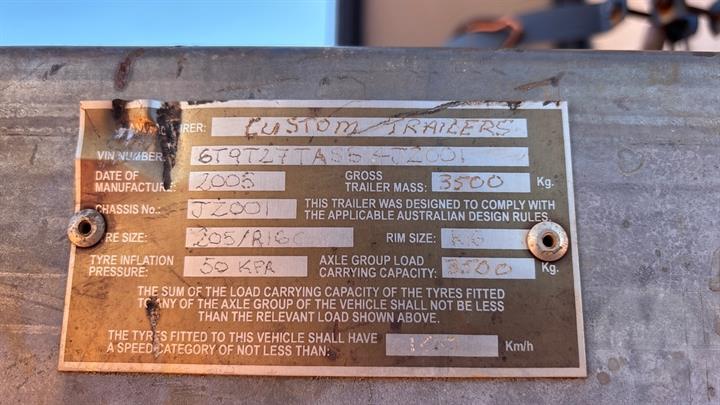 CUSTOM TRAILERS
VIN NUMBER:
DATE OF MANUFACTURE: 2005 GROSS TRAILER MASS: 3500 Kg.
CHASSIS No.: JZ001 THIS TRAILER WAS DESIGNED TO COMPLY WITH
THE APPLICABLE AUSTRALIAN DESIGN RULES.
SIZE: RIM SIZE:
TYRE INFLATION PRESSURE: 50 KPA AXLE GROUP LOAD CARRYING CAPACITY: 3500 Kg.
THE SUM OF THE LOAD CARRYING CAPACITY OF THE TYRES FITTED
TO ANY OF THE AXLE GROUP OF THE VEHICLE SHALL NOT BE LESS
THAN THE RELEVANT LOAD SHOWN ABOVE.
THE TYRES FITTED TO THIS VEHICLE SHALL HAVE
A SPEED CATEGORY OF NOT LESS THAN: Km/h